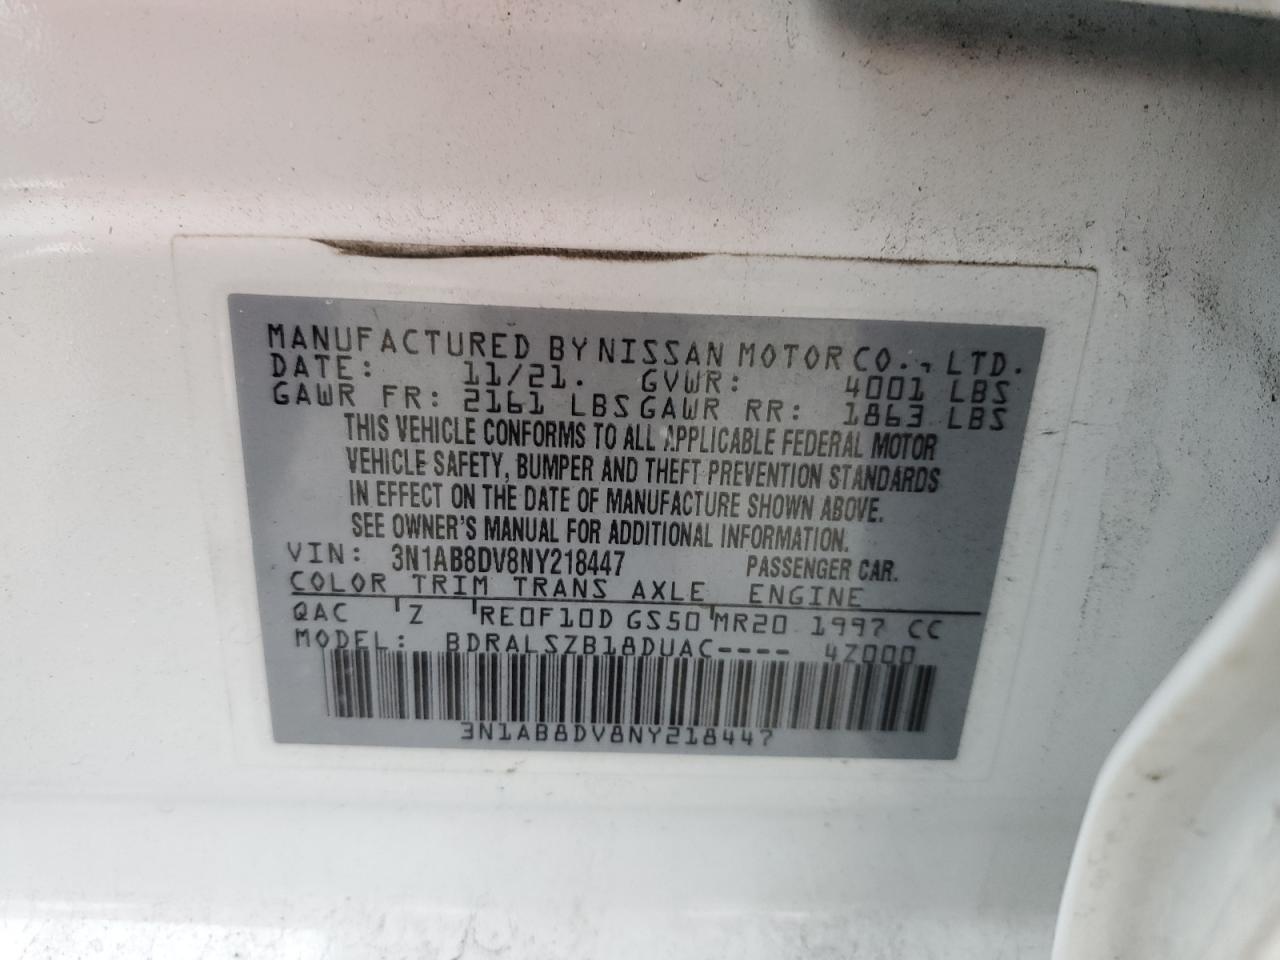 MANUFACTURED BY NISSAN MOTOR CO., LTD.
DATE: 11/21. GVWR: 4001 LBS
GAWR FR: 2161 LBS GAWR RR: 1863 LBS
THIS VEHICLE CONFORMS TO ALL APPLICABLE FEDERAL MOTOR
VEHICLE SAFETY, BUMPER AND THEFT PREVENTION STANDARDS
IN EFFECT ON THE DATE OF MANUFACTURE SHOWN ABOVE.
SEE OWNER'S MANUAL FOR ADDITIONAL INFORMATION.
VIN: 3N1AB8DV8NY218447 PASSENGER CAR.
COLOR TRIM TRANS AXLE ENGINE
QAC Z RE0F10D GS50 MR20 1997 CC
MODEL: BDRALSZB18DUAC---- 4Z000
3N1AB8DV8NY218447